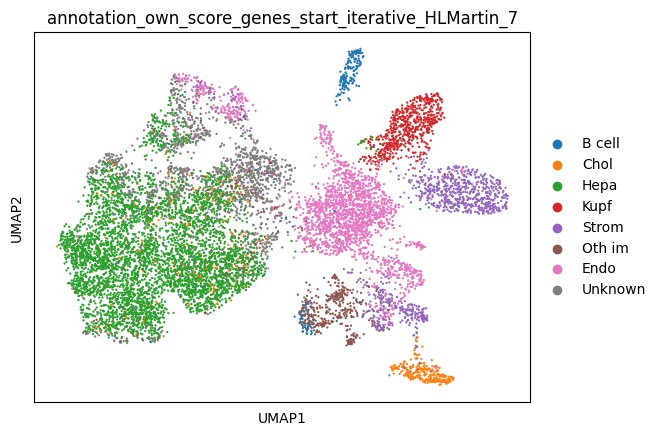 annotation_own_score_genes_start_iterative_HLMartin_7
UMAP2
UMAP1
B cell
Chol
Hepa
Kupf
Strom
Oth im
Endo
Unknown